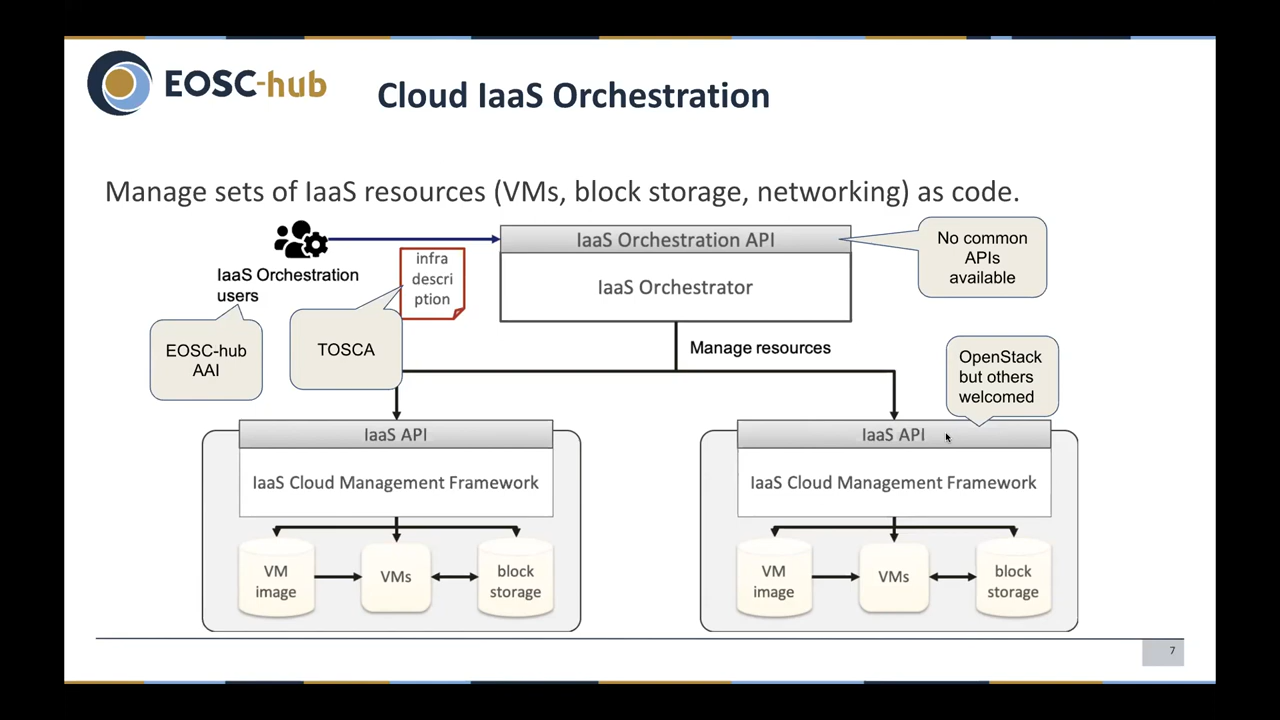 EOSC-hub
Cloud IaaS Orchestration
Manage sets of IaaS resources (VMs, block storage, networking) as code.
IaaS Orchestration
users
infra
descri
ption
IaaS Orchestration API
IaaS Orchestrator
No common
APIs
available
EOSC-hub
AAI
TOSCA
Manage resources
OpenStack
but others
welcomed
IaaS API
IaaS Cloud Management Framework
VM
image
VMs
block
storage
IaaS API
IaaS Cloud Management Framework
VM
image
VMs
block
storage
7